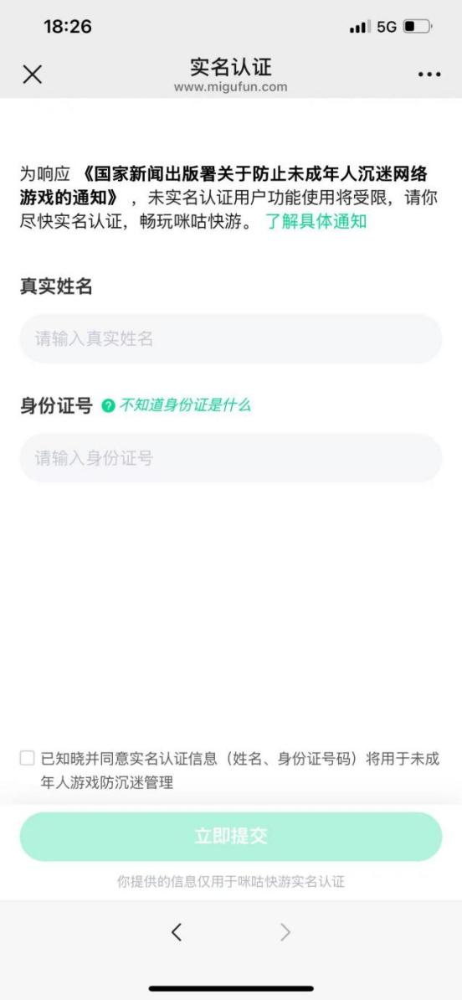 18:26
5G
实名认证
www.migufun.com
为响应 《国家新闻出版署关于防止未成年人沉迷网络
游戏的通知》 ，未实名认证用户功能使用将受限，请你
尽快实名认证，畅玩咪咕快游。 了解具体通知
真实姓名
请输入真实姓名
身份证号 ? 不知道身份证是什么
请输入身份证号
已知晓并同意实名认证信息（姓名、身份证号码）将用于未成
年人游戏防沉迷管理
立即提交
你提供的信息仅用于咪咕快游实名认证